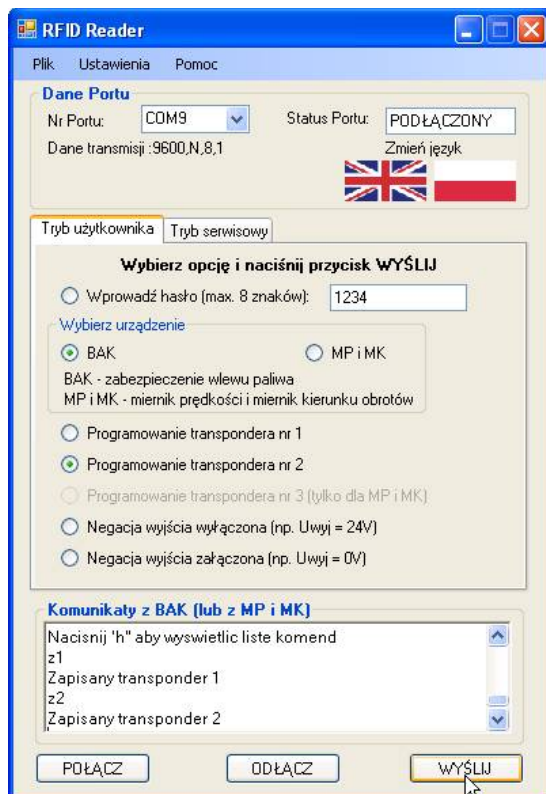 RFID Reader
Plik Ustawienia Pomoc
Dane Portu
Nr Portu: COM9 Status Portu: PODŁĄCZONY
Dane transmisji :9600,N,8,1 Zmień język
Tryb użytkownika Tryb serwisowy
Wybierz opcję i naciśnij przycisk WYŚLIJ
Wprowadź hasło (max. 8 znaków): 1234
Wybierz urządzenie
BAK MP i MK
BAK - zabezpieczenie wlewu paliwa
MP i MK - miernik prędkości i miernik kierunku obrotów
Programowanie transpondera nr 1
Programowanie transpondera nr 2
Programowanie transpondera nr 3 (tylko dla MP i MK)
Negacja wyjścia wyłączona (np. Uwyj = 24V)
Negacja wyjścia załączona (np. Uwyj = 0V)
Komunikaty z BAK (lub z MP i MK)
Nacisnij 'h" aby wyswietlic liste komend
z1
Zapisany transponder 1
z2
Zapisany transponder 2
POŁĄCZ ODŁĄCZ WYŚLIJ